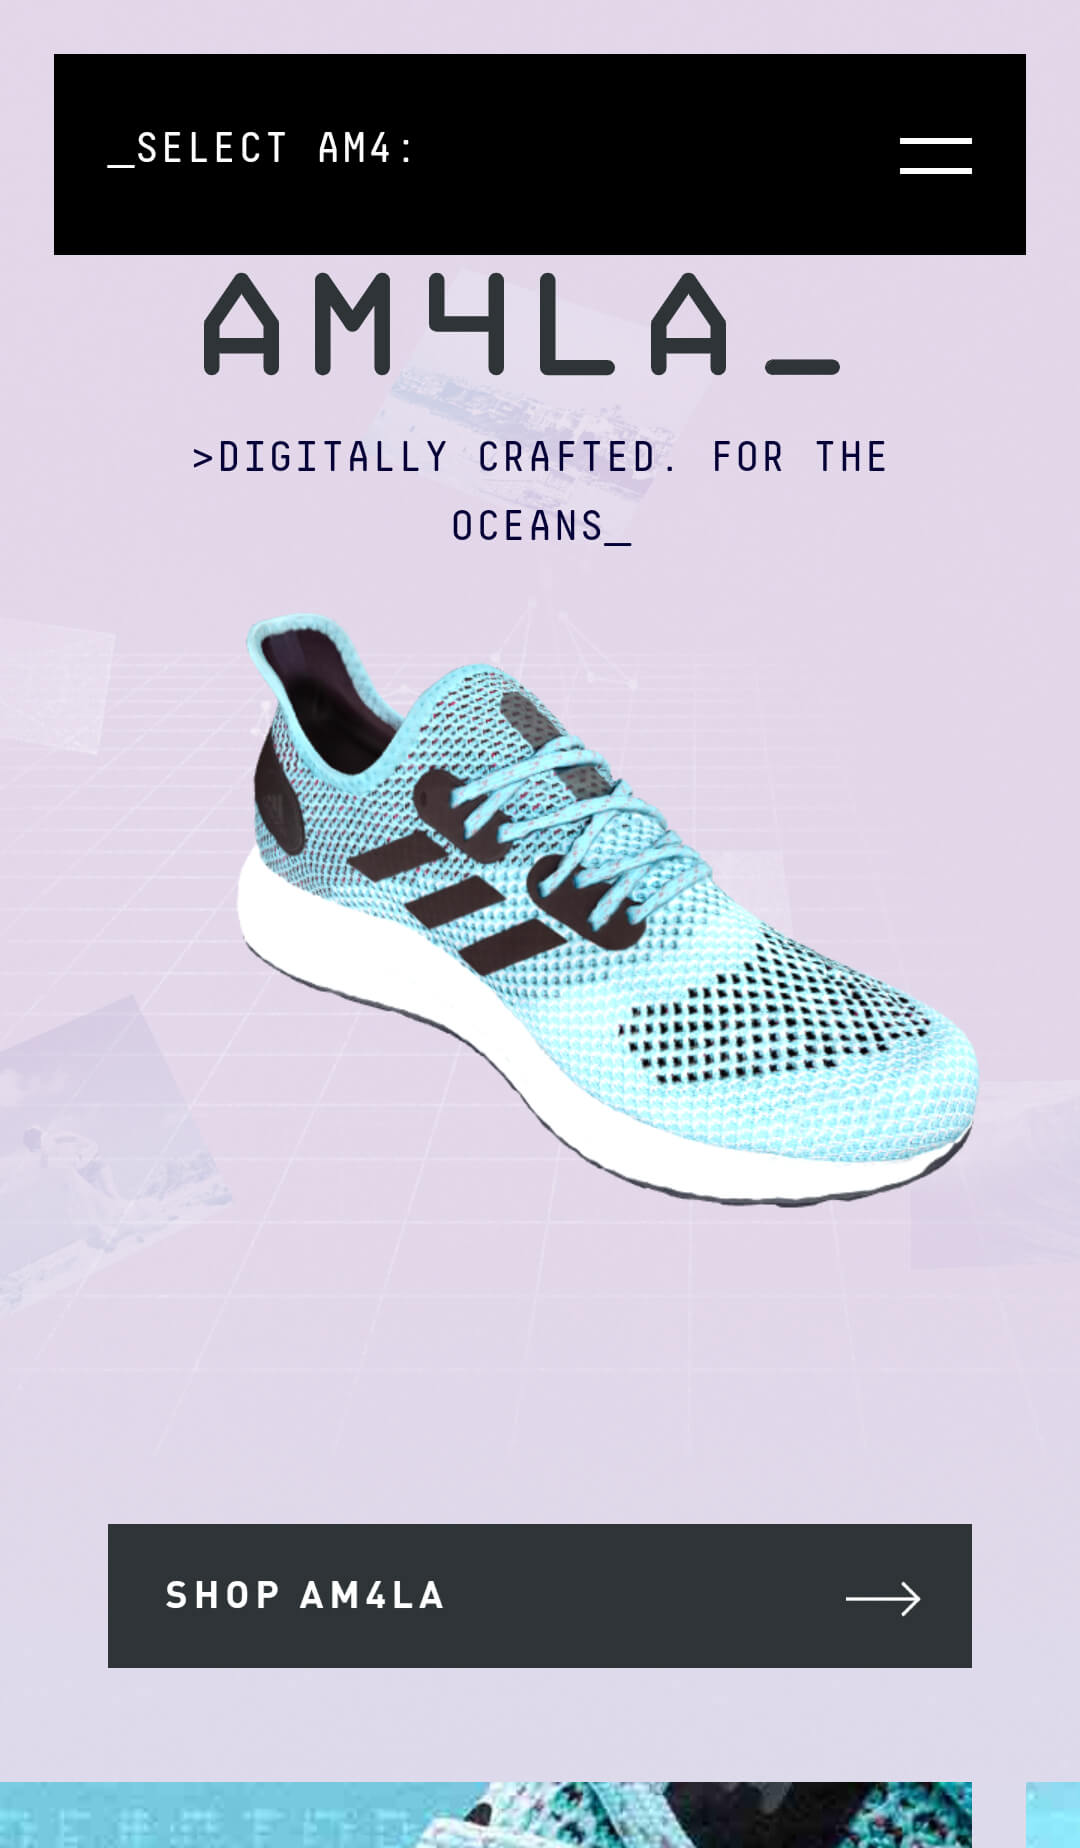 _SELECT AM4:
AM4LA_
>DIGITALLY CRAFTED. FOR THE
OCEANS_
SHOP AM4LA